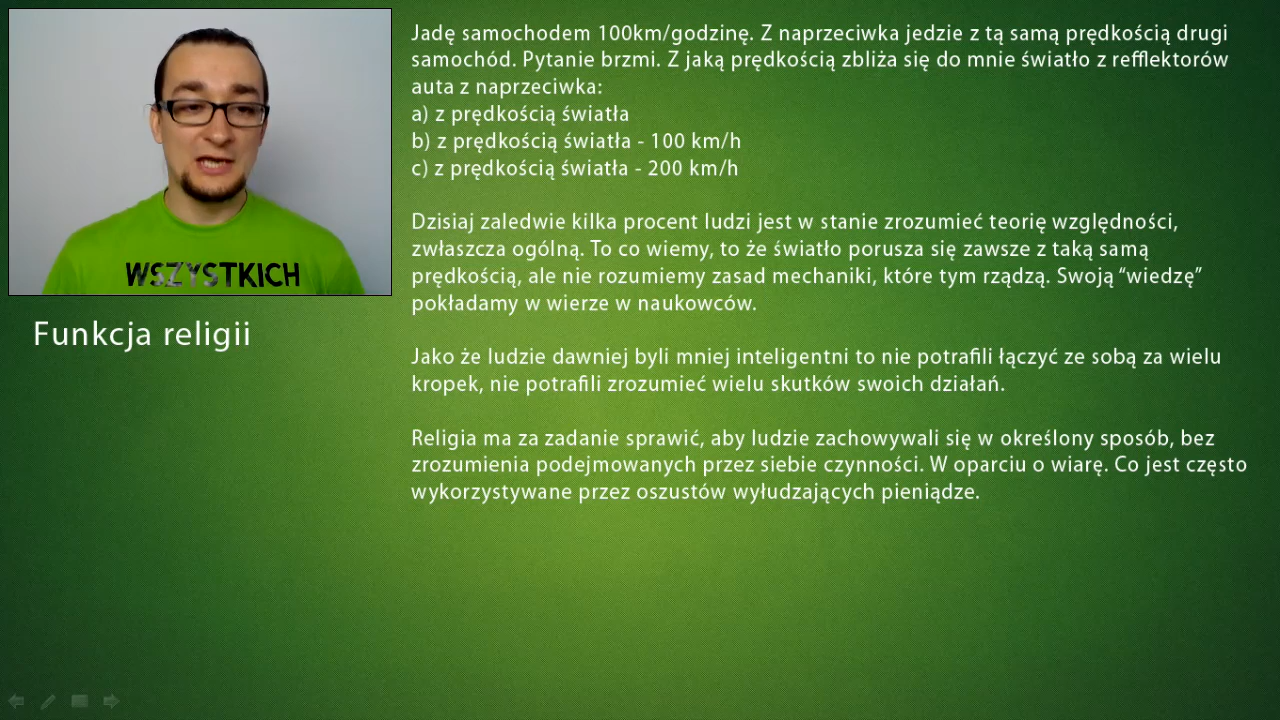 WSZYSTKICH
Funkcja religii
Jadę samochodem 100km/godzinę. Z naprzeciwka jedzie z tą samą prędkością drugi
samochód. Pytanie brzmi. Z jaką prędkością zbliża się do mnie światło z refflektorów
auta z naprzeciwka:
a) z prędkością światła
b) z prędkością światła - 100 km/h
c) z prędkością światła - 200 km/h
Dzisiaj zaledwie kilka procent ludzi jest w stanie zrozumieć teorię względności,
zwłaszcza ogólną. To co wiemy, to że światło porusza się zawsze z taką samą
prędkością, ale nie rozumiemy zasad mechaniki, które tym rządzą. Swoją “wiedzę”
pokładamy w wierze w naukowców.
Jako że ludzie dawniej byli mniej inteligentni to nie potrafili łączyć ze sobą za wielu
kropek, nie potrafili zrozumieć wielu skutków swoich działań.
Religia ma za zadanie sprawić, aby ludzie zachowywali się w określony sposób, bez
zrozumienia podejmowanych przez siebie czynności. W oparciu o wiarę. Co jest często
wykorzystywane przez oszustów wyłudzających pieniądze.